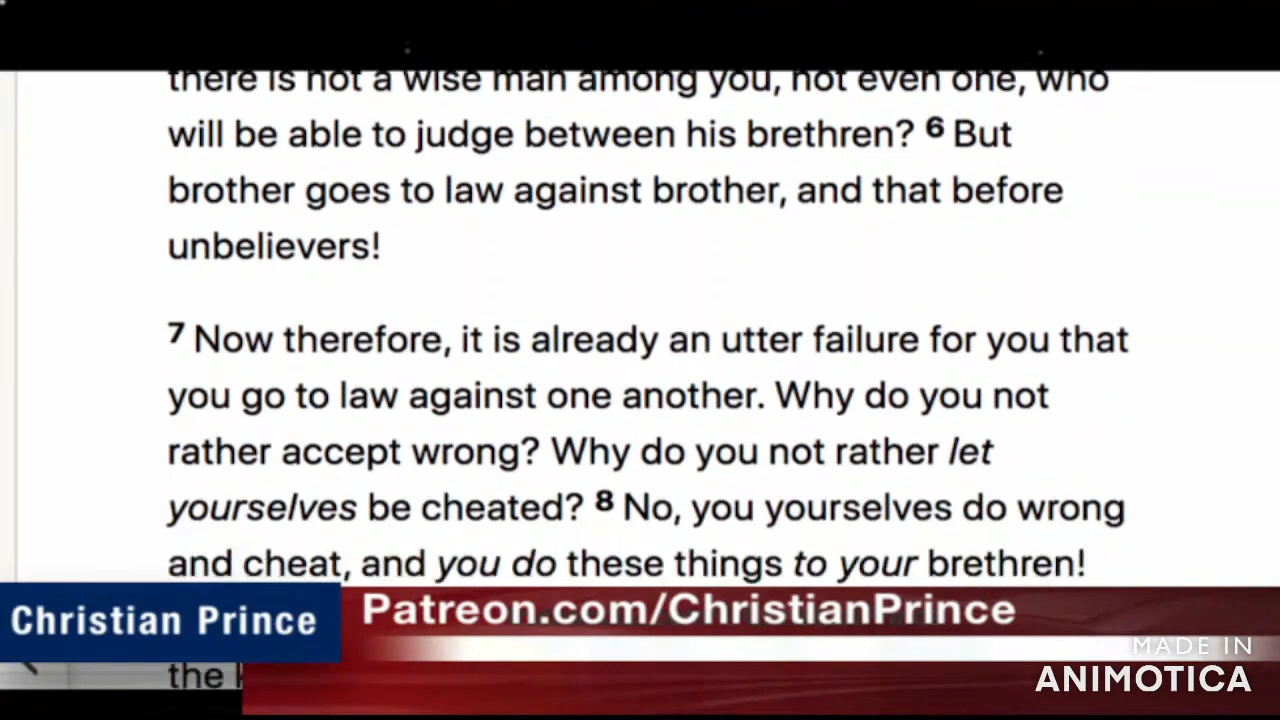 there is not a wise man among you, not even one, who
will be able to judge between his brethren? 6 But
brother goes to law against brother, and that before
unbelievers!
7 Now therefore, it is already an utter failure for you that
you go to law against one another. Why do you not
rather accept wrong? Why do you not rather let
yourselves be cheated? 8 No, you yourselves do wrong
and cheat, and you do these things to your brethren!
Christian Prince
Patreon.com/ChristianPrince
the
MADE IN
ANIMOTICA